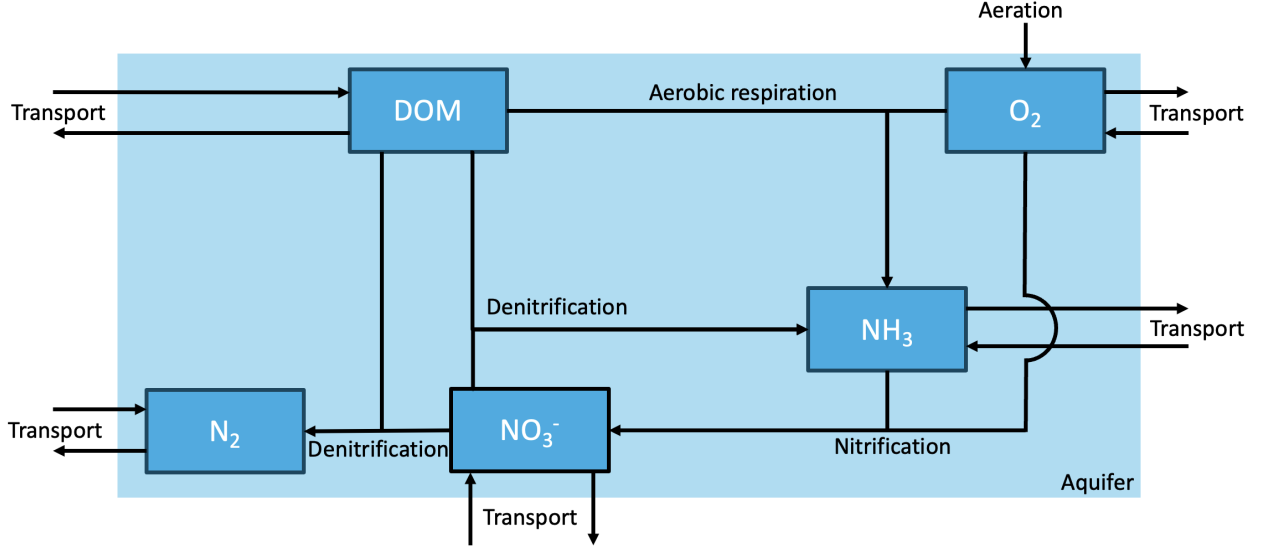 Aeration
Transport
DOM
Aerobic respiration
O₂
Transport
Denitrification
NH₃
Transport
Transport
N₂
Denitrification
NO₃⁻
Nitrification
Aquifer
Transport